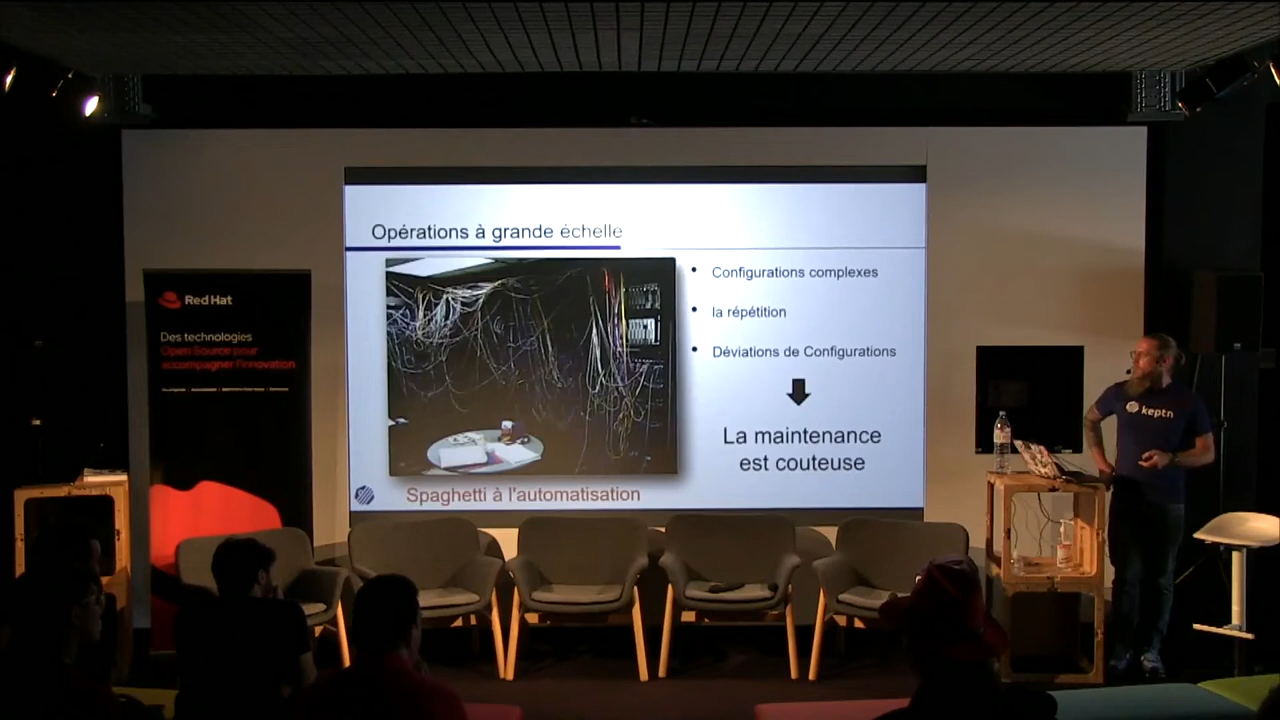 Opérations à grande échelle
Configurations complexes
la répétition
Déviations de Configurations
La maintenance
est couteuse
Spaghetti à l'automatisation
Red Hat
Des technologies
Open Source pour
accompagner l'innovation
keptn